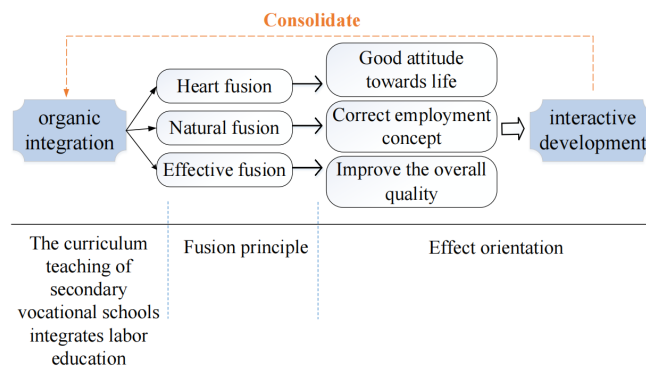 Consolidate
organic
integration
Heart fusion
Natural fusion
Effective fusion
Good attitude
towards life
Correct employment
concept
Improve the overall
quality
interactive
development
The curriculum
teaching of
secondary
vocational schools
integrates labor
education
Fusion principle
Effect orientation